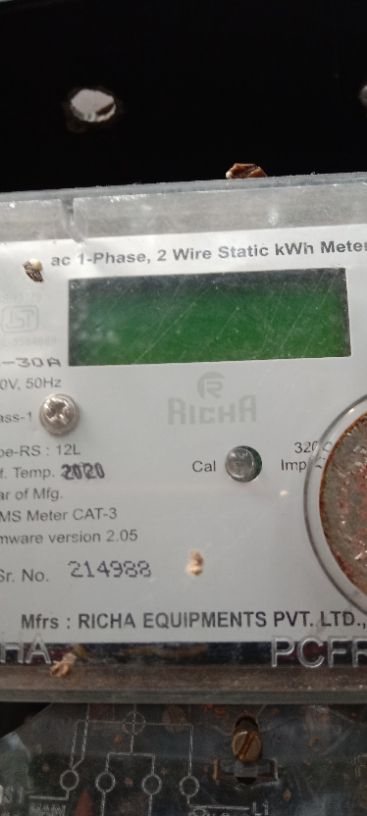 ac 1-Phase, 2 Wire Static kWh Meter
-30A
0V, 50Hz
RICHA
ass-1
pe-RS : 12L
Cal
320
Imp
f. Temp. 2020
ar of Mfg.
MS Meter CAT-3
mware version 2.05
Sr. No. 214988
Mfrs : RICHA EQUIPMENTS PVT. LTD.,
HA
PCFR
L1